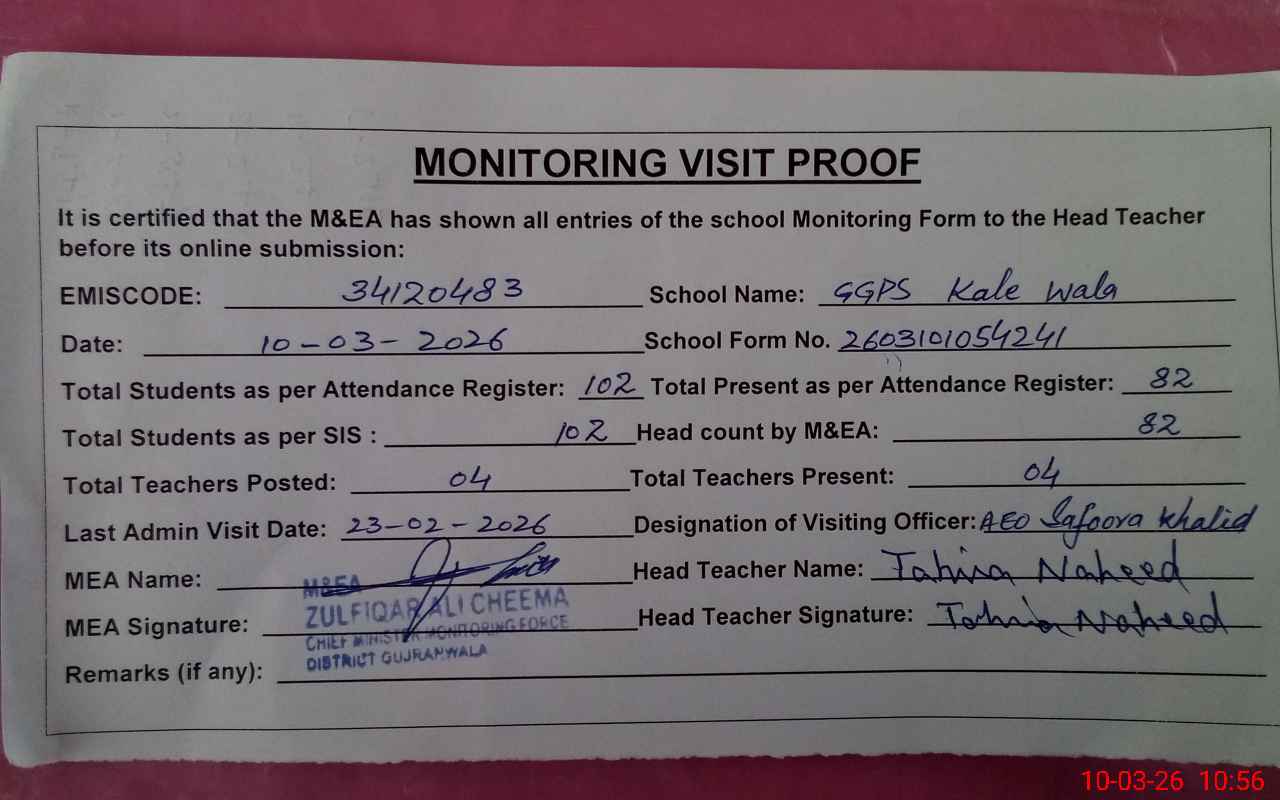 MONITORING VISIT PROOF
It is certified that the M&EA has shown all entries of the school Monitoring Form to the Head Teacher
before its online submission:
EMISCODE: 34120483 School Name: GGPS Kale Wala
Date: 10-03-2026 School Form No. 2603101054241
Total Students as per Attendance Register: 102 Total Present as per Attendance Register: 82
Total Students as per SIS : 102 Head count by M&EA: 82
Total Teachers Posted: 04 Total Teachers Present: 04
Last Admin Visit Date: 23-02-2026 Designation of Visiting Officer: AEO Safoora Khalid
MEA Name: Head Teacher Name: Tahira Naheed
M&EA
ZULFIQAR ALI CHEEMA
MEA Signature: Head Teacher Signature: Tahira Naheed
CHIEF MINISTER MONITORING FORCE
DISTRICT GUJRANWALA
Remarks (if any):
10-03-26 10:56